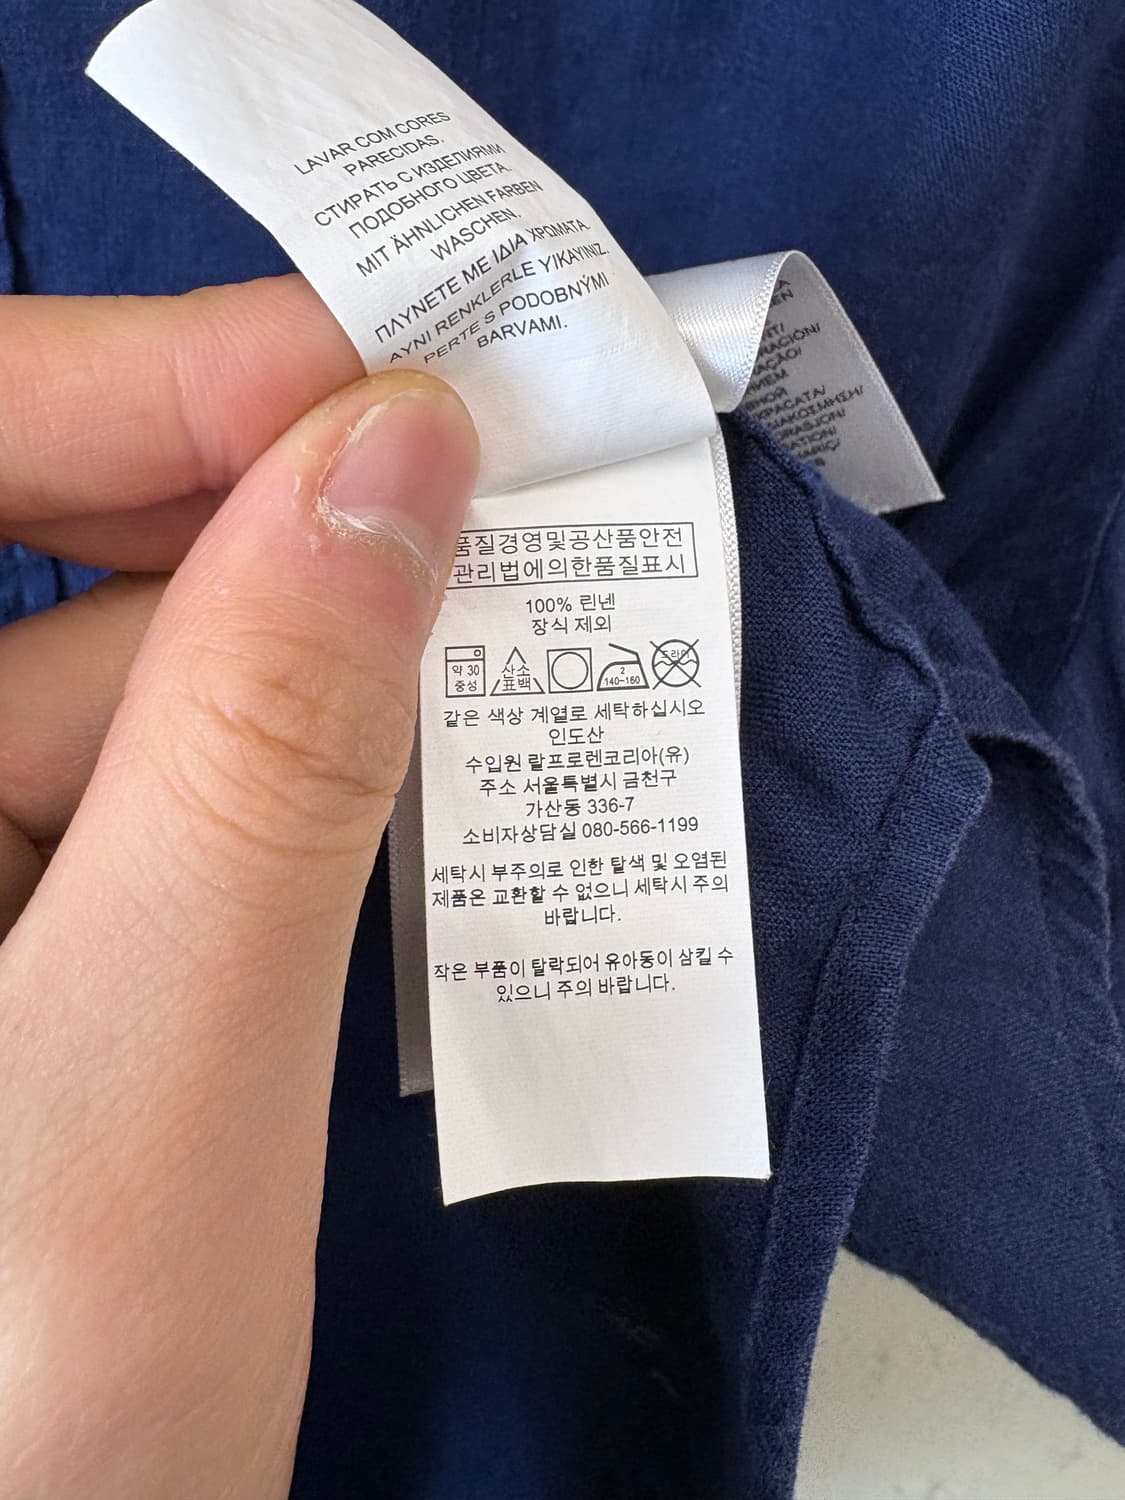 LAVAR COM CORES
PARECIDAS.
СТИРАТЬ С ИЗДЕЛИЯМИ
ПОДОБНОГО ЦВЕТА.
MIT ÄHNLICHEN FARBEN
WASCHEN.
ΠΛΥΝΕΤΕ ΜΕ ΙΔΙΑ ΧΡΩΜΑΤΑ.
AYNI RENKLERLE YIKAYINIZ.
PERTE S PODOBNÝMI
BARVAMI.
품질경영및공산품안전
관리법에의한품질표시
100% 린넨
장식 제외
약 30
중성
산소
표백
2
140~160
드라이
같은 색상 계열로 세탁하십시오
인도산
수입원 랄프로렌코리아(유)
주소 서울특별시 금천구
가산동 336-7
소비자상담실 080-566-1199
세탁시 부주의로 인한 탈색 및 오염된
제품은 교환할 수 없으니 세탁시 주의
바랍니다.
작은 부품이 탈락되어 유아동이 삼킬 수
있으니 주의 바랍니다.